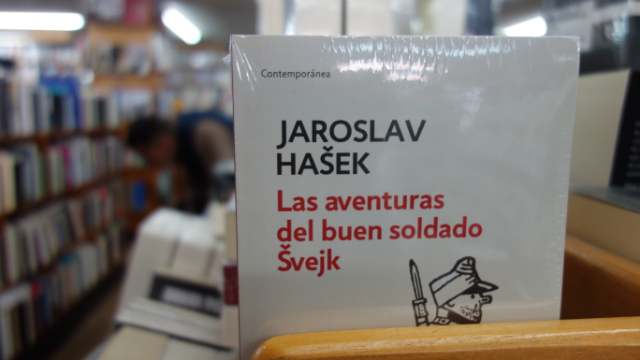 Contemporánea
JAROSLAV
HAŠEK
Las aventuras
del buen soldado
Švejk